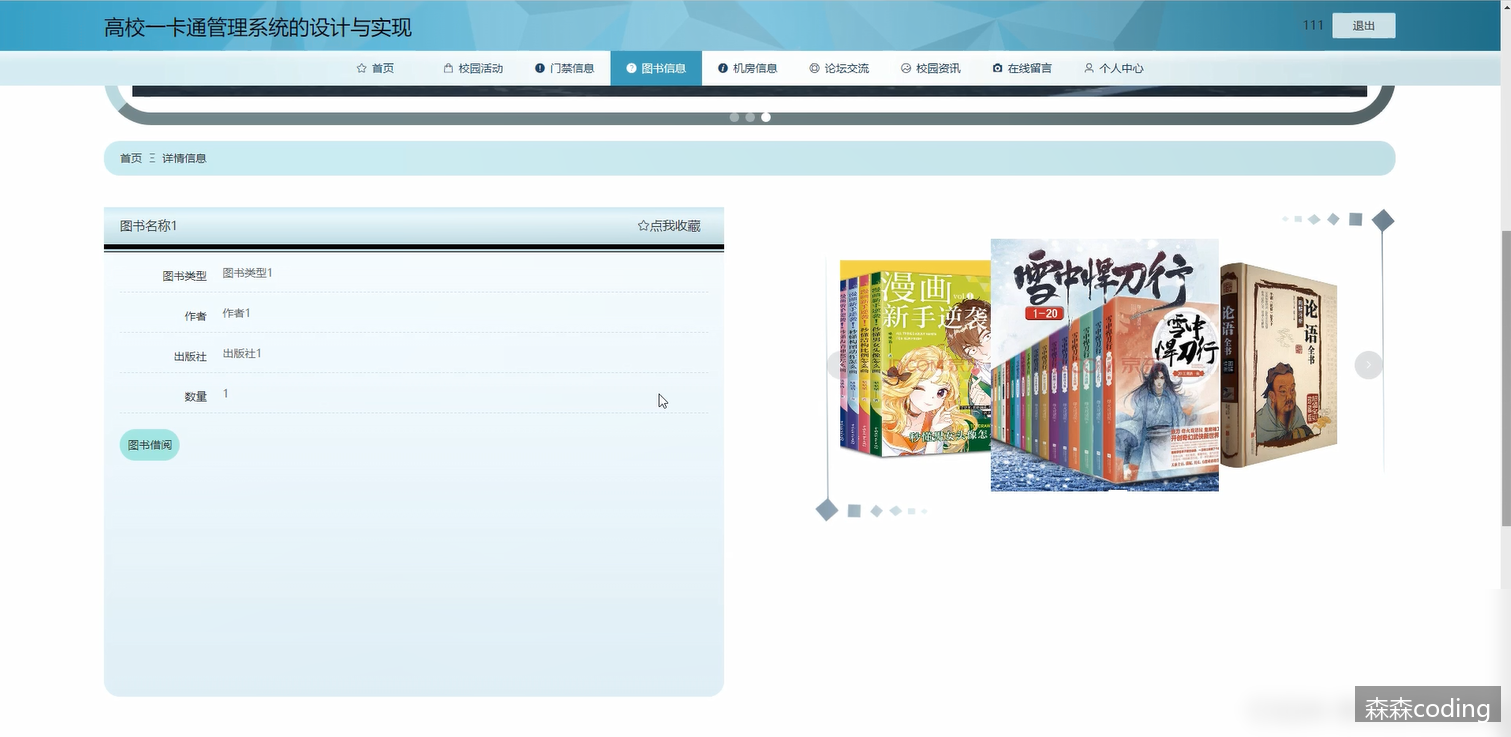 高校一卡通管理系统的设计与实现
111 退出
首页 校园活动 门禁信息 图书信息 机房信息 论坛交流 校园资讯 在线留言 个人中心
首页 详情信息
图书名称1 点我收藏
图书类型 图书类型1
作者 作者1
出版社 出版社1
数量 1
图书借阅
漫画
vol.1
新手逆袭
雪中悍刀行
1-20
雪中
悍刀行
论语
全书
论语
全书
森森coding